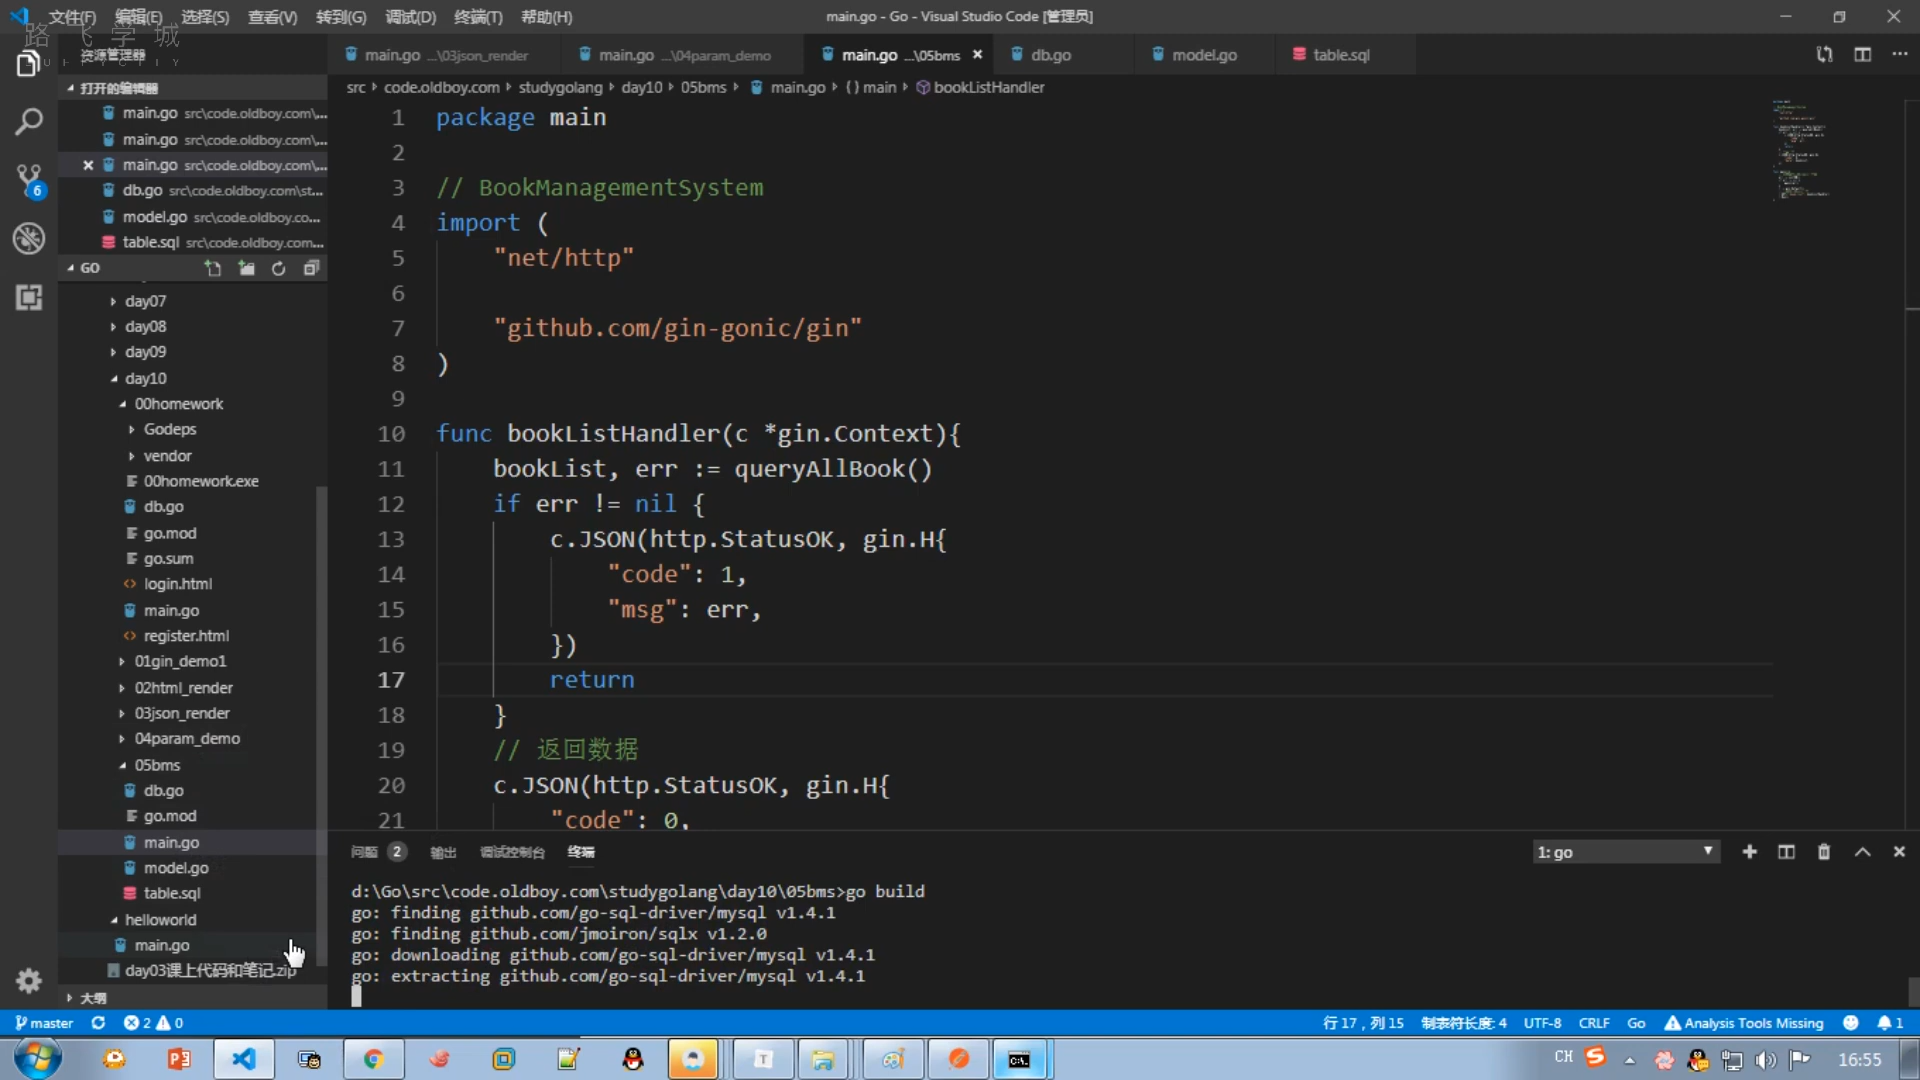 文件(F) 编辑(E) 选择(S) 查看(V) 转到(G) 调试(D) 终端(T) 帮助(H)
main.go - Go - Visual Studio Code [管理员]
路飞学城
资源管理器
main.go ...\03json_render
main.go ...\04param_demo
main.go ...\05bms
db.go
model.go
table.sql
打开的编辑器
main.go src\code.oldboy.com\...
main.go src\code.oldboy.com\...
main.go src\code.oldboy.com\...
db.go src\code.oldboy.com\st...
model.go src\code.oldboy.co...
table.sql src\code.oldboy.com...
6
GO
day07
day08
day09
day10
00homework
Godeps
vendor
00homework.exe
db.go
go.mod
go.sum
login.html
main.go
register.html
01gin_demo1
02html_render
03json_render
04param_demo
05bms
db.go
go.mod
main.go
model.go
table.sql
helloworld
main.go
day03课上代码和笔记.zip
大纲
src code.oldboy.com studygolang day10 05bms main.go {} main bookListHandler
1 package main
2
3 // BookManagementSystem
4 import (
5 "net/http"
6
7 "github.com/gin-gonic/gin"
8 )
9
10 func bookListHandler(c *gin.Context){
11 bookList, err := queryAllBook()
12 if err != nil {
13 c.JSON(http.StatusOK, gin.H{
14 "code": 1,
15 "msg": err,
16 })
17 return
18 }
19 // 返回数据
20 c.JSON(http.StatusOK, gin.H{
21 "code": 0,
问题 2 输出 调试控制台 终端
1: go
d:\Go\src\code.oldboy.com\studygolang\day10\05bms>go build
go: finding github.com/go-sql-driver/mysql v1.4.1
go: finding github.com/jmoiron/sqlx v1.2.0
go: downloading github.com/go-sql-driver/mysql v1.4.1
go: extracting github.com/go-sql-driver/mysql v1.4.1
master 2 0
行 17，列 15 制表符长度: 4 UTF-8 CRLF Go Analysis Tools Missing 1
CH 16:55